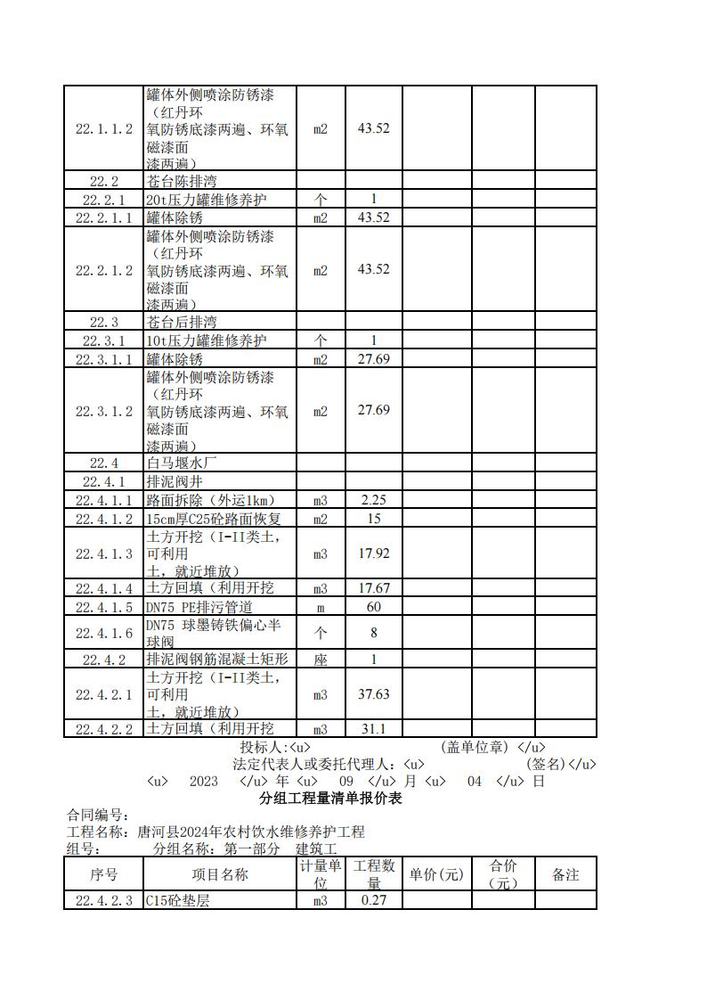 罐体外侧喷涂防锈漆
（红丹环
22.1.1.2 氧防锈底漆两遍、环氧 m2 43.52
磁漆面
漆两遍）
22.2 苍台陈排湾
22.2.1 20t压力罐维修养护 个 1
22.2.1.1 罐体除锈 m2 43.52
罐体外侧喷涂防锈漆
（红丹环
22.2.1.2 氧防锈底漆两遍、环氧 m2 43.52
磁漆面
漆两遍）
22.3 苍台后排湾
22.3.1 10t压力罐维修养护 个 1
22.3.1.1 罐体除锈 m2 27.69
罐体外侧喷涂防锈漆
（红丹环
22.3.1.2 氧防锈底漆两遍、环氧 m2 27.69
磁漆面
漆两遍）
22.4 白马堰水厂
22.4.1 排泥阀井
22.4.1.1 路面拆除（外运1km） m3 2.25
22.4.1.2 15cm厚C25砼路面恢复 m2 15
土方开挖（I-II类土，
22.4.1.3 可利用 m3 17.92
土，就近堆放）
22.4.1.4 土方回填（利用开挖 m3 17.67
22.4.1.5 DN75 PE排污管道 m 60
22.4.1.6 DN75 球墨铸铁偏心半 个 8
球阀
22.4.2 排泥阀钢筋混凝土矩形 座 1
土方开挖（I-II类土，
22.4.2.1 可利用 m3 37.63
土，就近堆放）
22.4.2.2 土方回填（利用开挖 m3 31.1
投标人:<u> (盖单位章) </u>
法定代表人或委托代理人：<u> (签名)</u>
<u> 2023 </u> 年 <u> 09 </u> 月 <u> 04 </u> 日
分组工程量清单报价表
合同编号：
工程名称：唐河县2024年农村饮水维修养护工程
组号： 分组名称：第一部分 建筑工
序号 项目名称 计量单位 工程数量 单价(元) 合价（元） 备注
22.4.2.3 C15砼垫层 m3 0.27